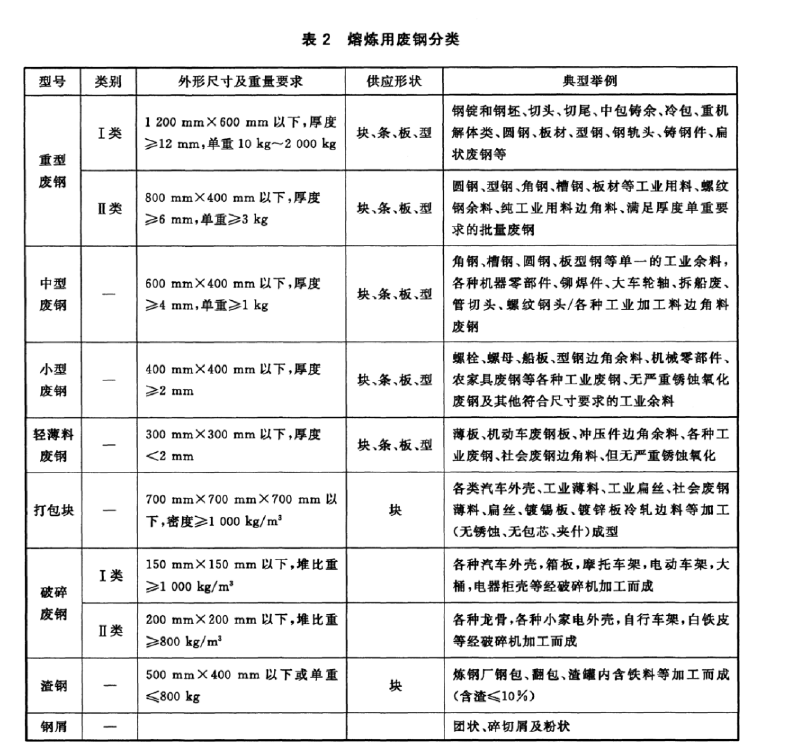 表 2 熔炼用废钢分类
型号 类别 外形尺寸及重量要求 供应形状 典型举例
重型
废钢
Ⅰ类
1 200 mm×600 mm 以下,厚度
≥12 mm,单重 10 kg~2 000 kg
块、条、板、型
钢锭和钢坯、切头、切尾、中包铸余、冷包、重机
解体类、圆钢、板材、型钢、钢轨头、铸钢件、扁
状废钢等
Ⅱ类
800 mm×400 mm 以下,厚度
≥6 mm,单重≥3 kg
块、条、板、型
圆钢、型钢、角钢、槽钢、板材等工业用料、螺纹
钢余料、纯工业用料边角料、满足厚度单重要
求的批量废钢
中型
废钢
—
600 mm×400 mm 以下,厚度
≥4 mm,单重≥1 kg
块、条、板、型
角钢、槽钢、圆钢、板型钢等单一的工业余料,
各种机器零部件、铆焊件、大车轮轴、拆船废、
管切头、螺纹钢头/各种工业加工料边角料
废钢
小型
废钢
—
400 mm×400 mm 以下,厚度
≥2 mm
块、条、板、型
螺栓、螺母、船板、型钢边角余料、机械零部件、
农家具废钢等各种工业废钢、无严重锈蚀氧化
废钢及其他符合尺寸要求的工业余料
轻薄料
废钢
—
300 mm×300 mm 以下,厚度
<2 mm
块、条、板、型
薄板、机动车废钢板、冲压件边角余料、各种工
业废钢、社会废钢边角料、但无严重锈蚀氧化
打包块
—
700 mm×700 mm×700 mm 以
下,密度≥1 000 kg/m³
块
各类汽车外壳、工业薄料、工业扁丝、社会废钢
薄料、扁丝、镀锡板、镀锌板冷轧边料等加工
(无锈蚀、无包芯、夹什)成型
破碎
废钢
Ⅰ类
150 mm×150 mm 以下,堆比重
≥1 000 kg/m³
各种汽车外壳,箱板,摩托车架,电动车架,大
桶,电器柜壳等经破碎机加工而成
Ⅱ类
200 mm×200 mm 以下,堆比重
≥800 kg/m³
各种龙骨,各种小家电外壳,自行车架,白铁皮
等经破碎机加工而成
渣钢
—
500 mm×400 mm 以下或单重
≤800 kg
块
炼钢厂钢包、翻包、渣罐内含铁料等加工而成
(含渣≤10%)
钢屑
—
团状、碎切屑及粉状